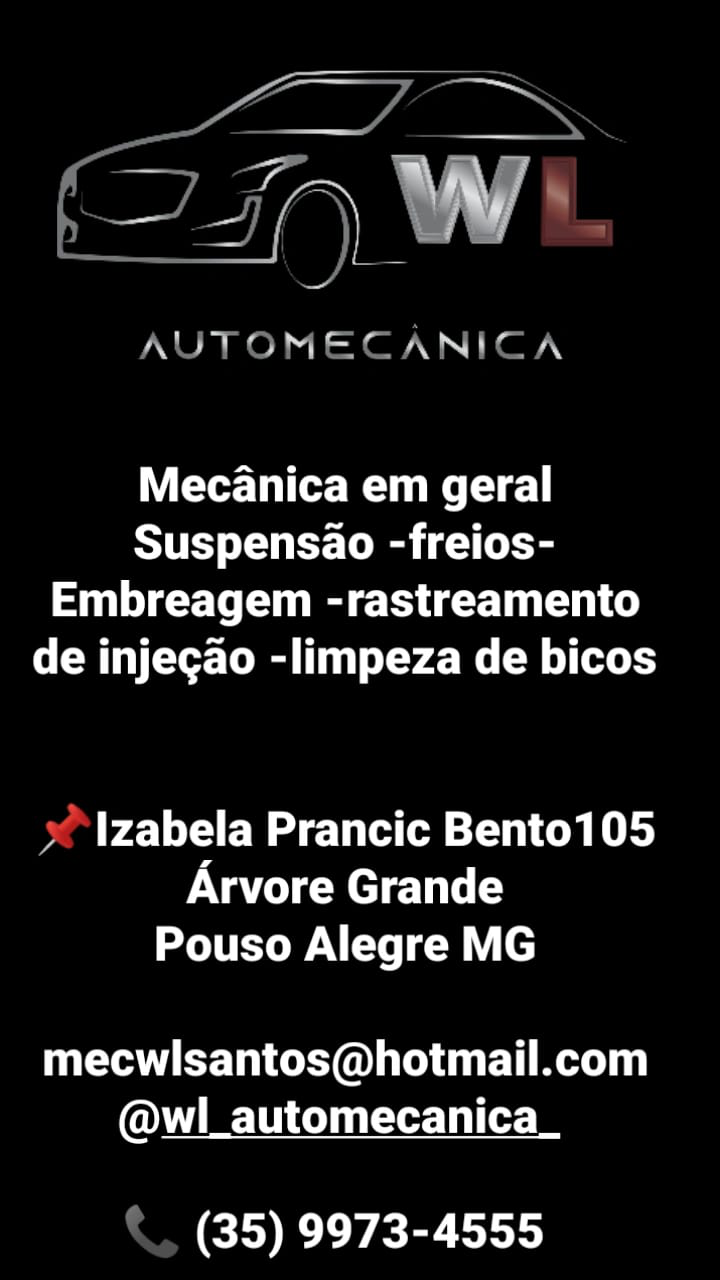 WL
AUTOMECÂNICA
Mecânica em geral
Suspensão -freios-
Embreagem -rastreamento
de injeção -limpeza de bicos
📌Izabela Prancic Bento105
Árvore Grande
Pouso Alegre MG
mecwlsantos@hotmail.com
@wl_automecanica_
📞 (35) 9973-4555